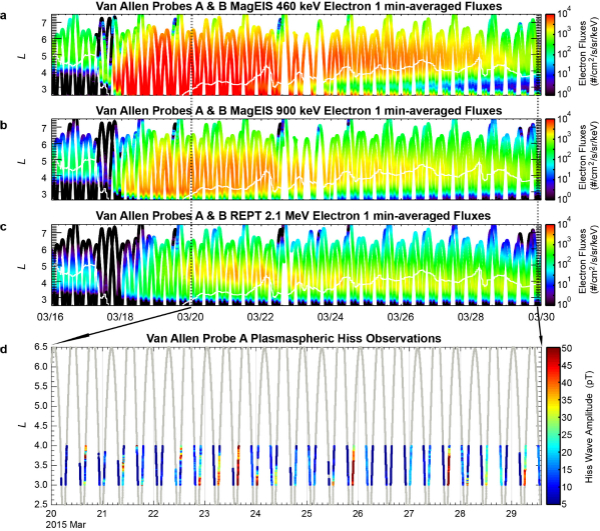 a
Van Allen Probes A & B MagEIS 460 keV Electron 1 min-averaged Fluxes
7
6
5
4
3
L
10^4
10^3
10^2
10^1
10^0
Electron Fluxes
(#/cm^2/s/sr/keV)
b
Van Allen Probes A & B MagEIS 900 keV Electron 1 min-averaged Fluxes
7
6
5
3
L
10^4
10^3
10^2
10^1
10^0
Electron Fluxes
(#/cm^2/s/sr/keV)
c
Van Allen Probes A & B REPT 2.1 MeV Electron 1 min-averaged Fluxes
7
6
5
4
3
L
10^4
10^3
10^2
10^1
10^0
Electron Fluxes
(#/cm^2/s/sr/keV)
03/16 03/18 03/20 03/22 03/24 03/26 03/28 03/30
d
Van Allen Probe A Plasmaspheric Hiss Observations
6.5
6.0
5.5
5.0
4.5
4.0
3.5
3.0
2.5
L
50
45
40
35
30
25
20
15
10
5
Hiss Wave Amplitude (pT)
20 21 22 23 24 25 26 27 28 29
2015 Mar